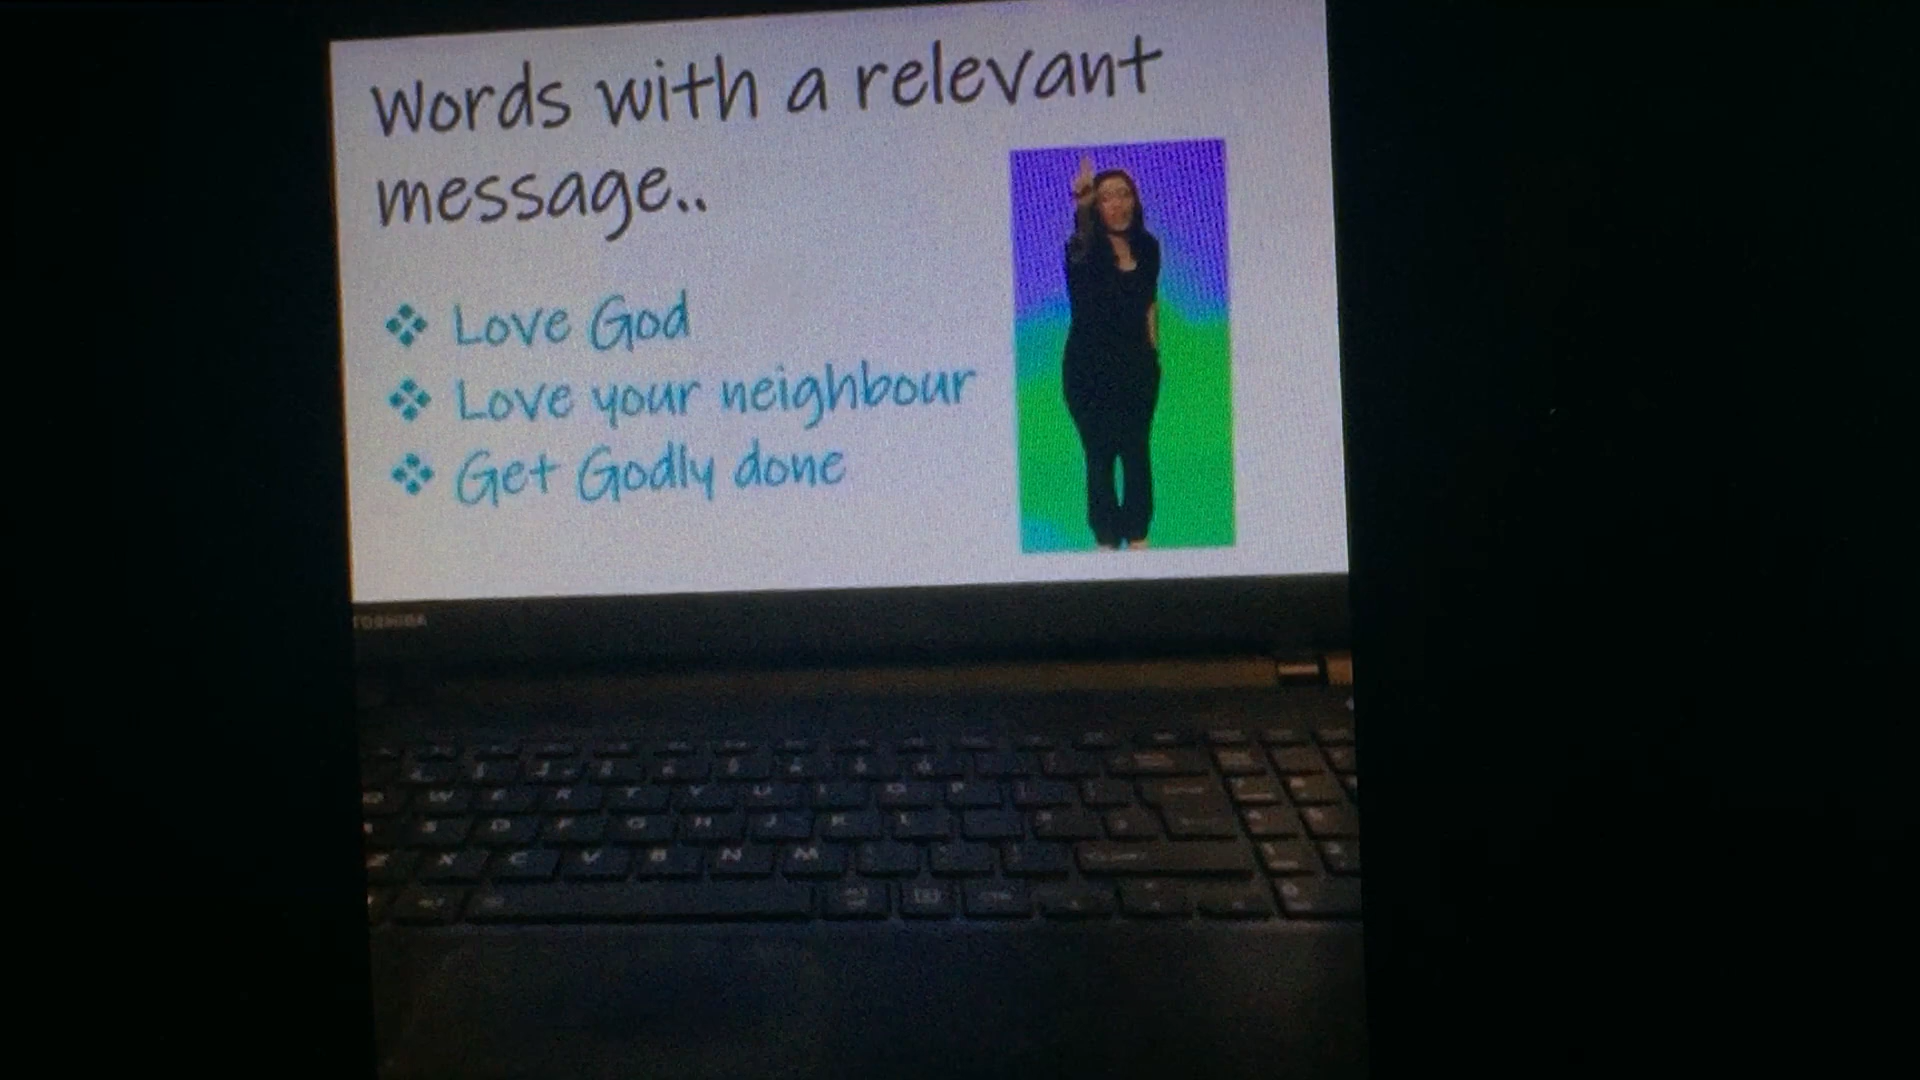 Words with a relevant
message..
Love God
Love your neighbour
Get Godly done
TOSHIBA
W E R T Y U I O P
S D F G H J K L
Z X C V B N M